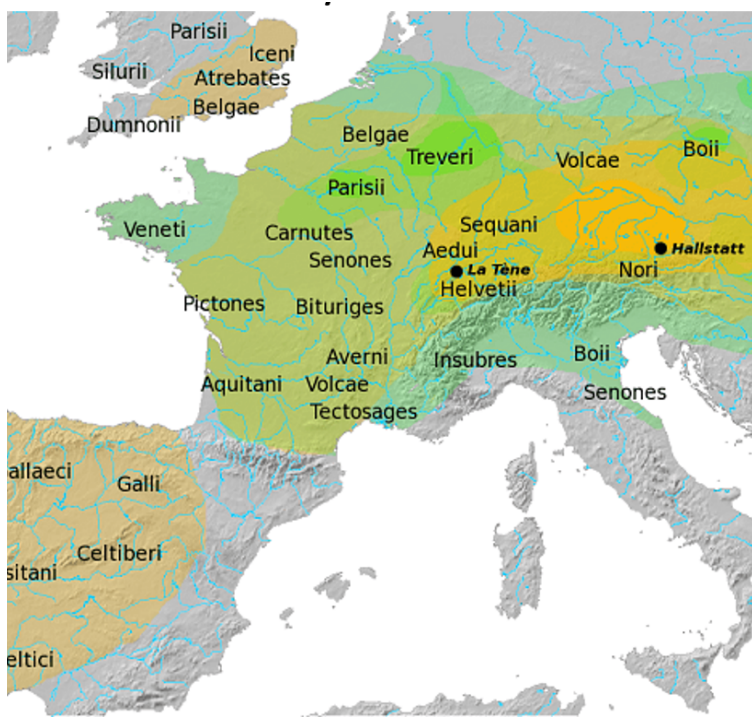 Parisii
Iceni
Silurii
Atrebates
Belgae
Dumnonii
Belgae
Treveri
Volcae
Boii
Parisii
Veneti
Carnutes
Sequani
Senones
Aedui
Hallstatt
La Tène
Nori
Helvetii
Pictones
Bituriges
Averni
Insubres
Boii
Aquitani
Volcae
Tectosages
Senones
allaeci
Galli
Celtiberi
sitani
eltici